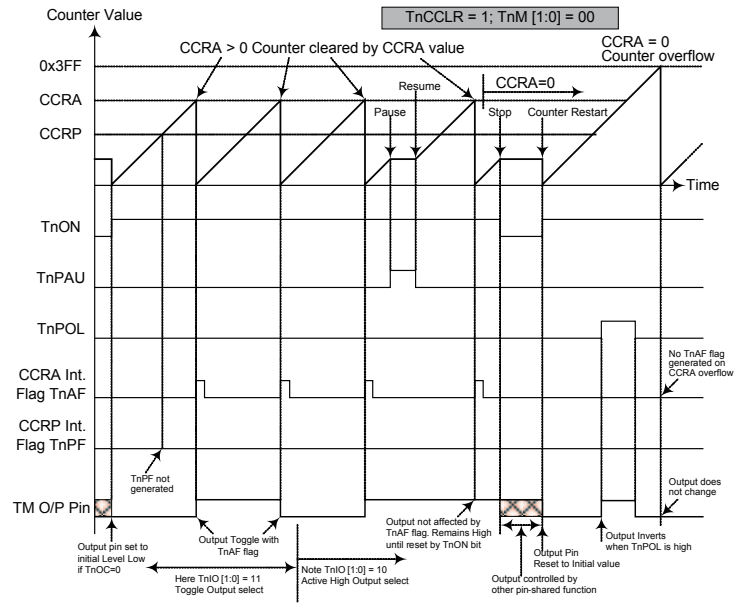 Counter Value
TnCCLR = 1; TnM [1:0] = 00
CCRA > 0 Counter cleared by CCRA value
CCRA = 0
Counter overflow
0x3FF
CCRA
CCRP
Resume
CCRA=0
Pause
Stop
Counter Restart
Time
TnON
TnPAU
TnPOL
CCRA Int.
Flag TnAF
No TnAF flag
generated on
CCRA overflow
CCRP Int.
Flag TnPF
TnPF not
generated
TM O/P Pin
Output does
not change
Output pin set to
initial Level Low
if TnOC=0
Output Toggle with
TnAF flag
Output not affected by
TnAF flag. Remains High
until reset by TnON bit
Output Pin
Reset to Initial value
Output Inverts
when TnPOL is high
Here TnIO [1:0] = 11
Toggle Output select
Note TnIO [1:0] = 10
Active High Output select
Output controlled by
other pin-shared function